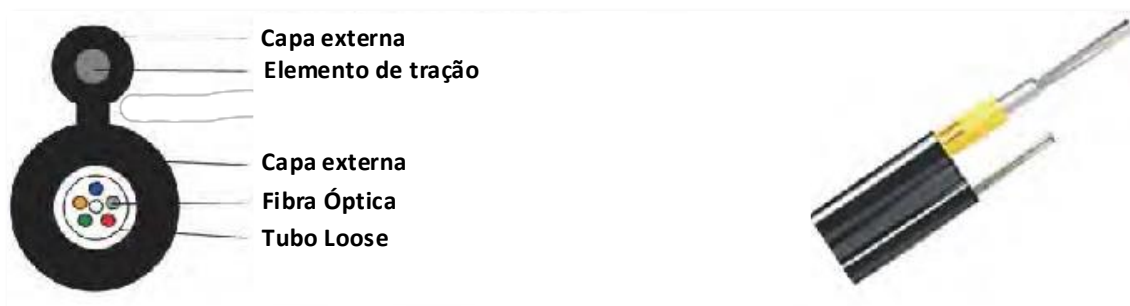 Capa externa
Elemento de tração
Capa externa
Fibra Óptica
Tubo Loose